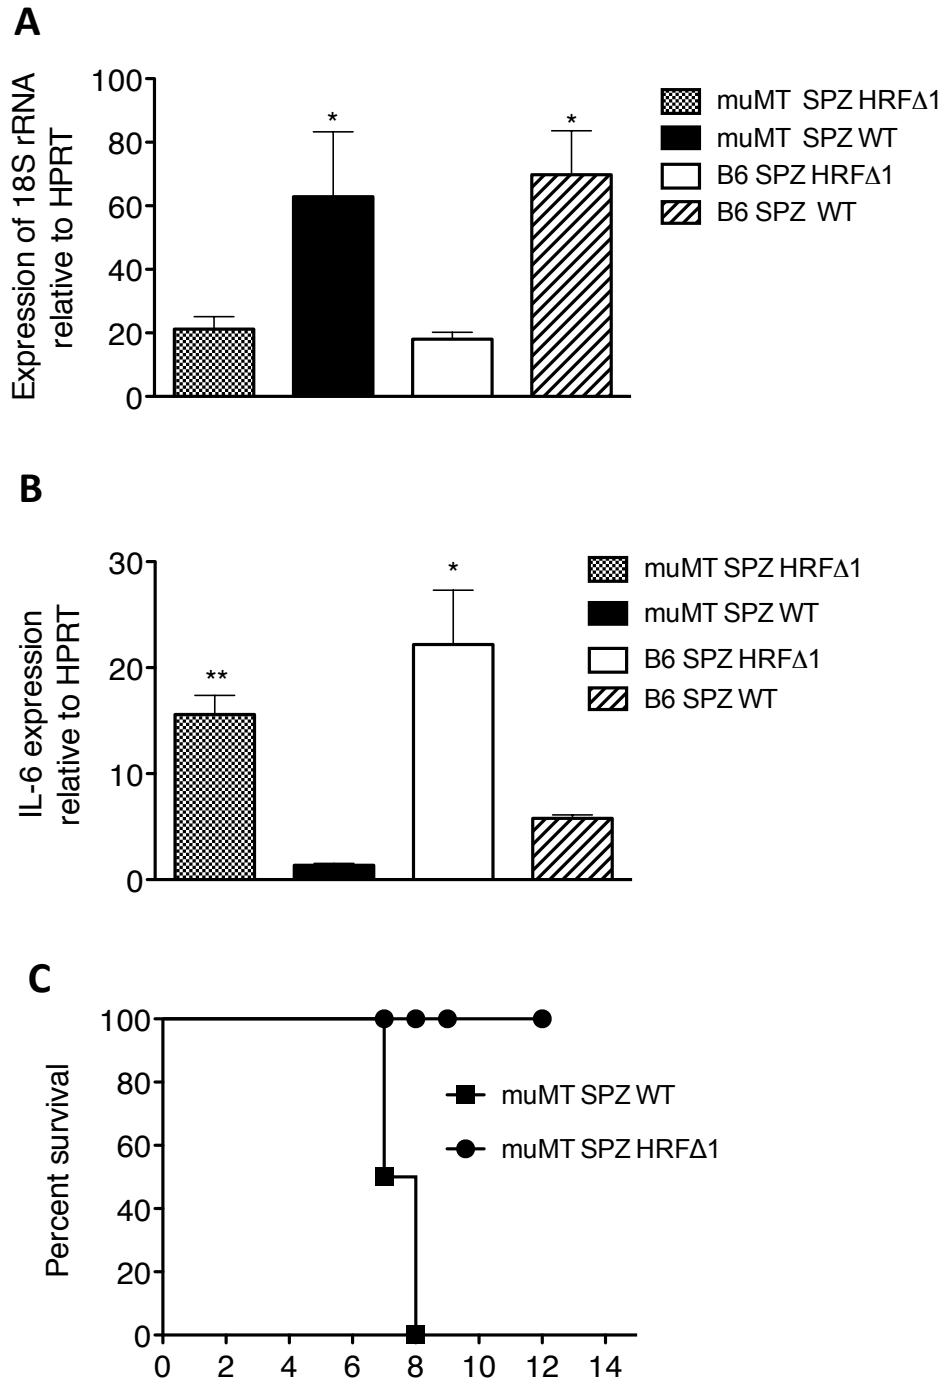 A
Expression of 18S rRNA
relative to HPRT
100
80
60
40
20
0
*
*
muMT SPZ HRFΔ1
muMT SPZ WT
B6 SPZ HRFΔ1
B6 SPZ WT
B
IL-6 expression
relative to HPRT
30
20
10
0
**
*
muMT SPZ HRFΔ1
muMT SPZ WT
B6 SPZ HRFΔ1
B6 SPZ WT
C
Percent survival
100
80
60
40
20
0
muMT SPZ WT
muMT SPZ HRFΔ1
0 2 4 6 8 10 12 14